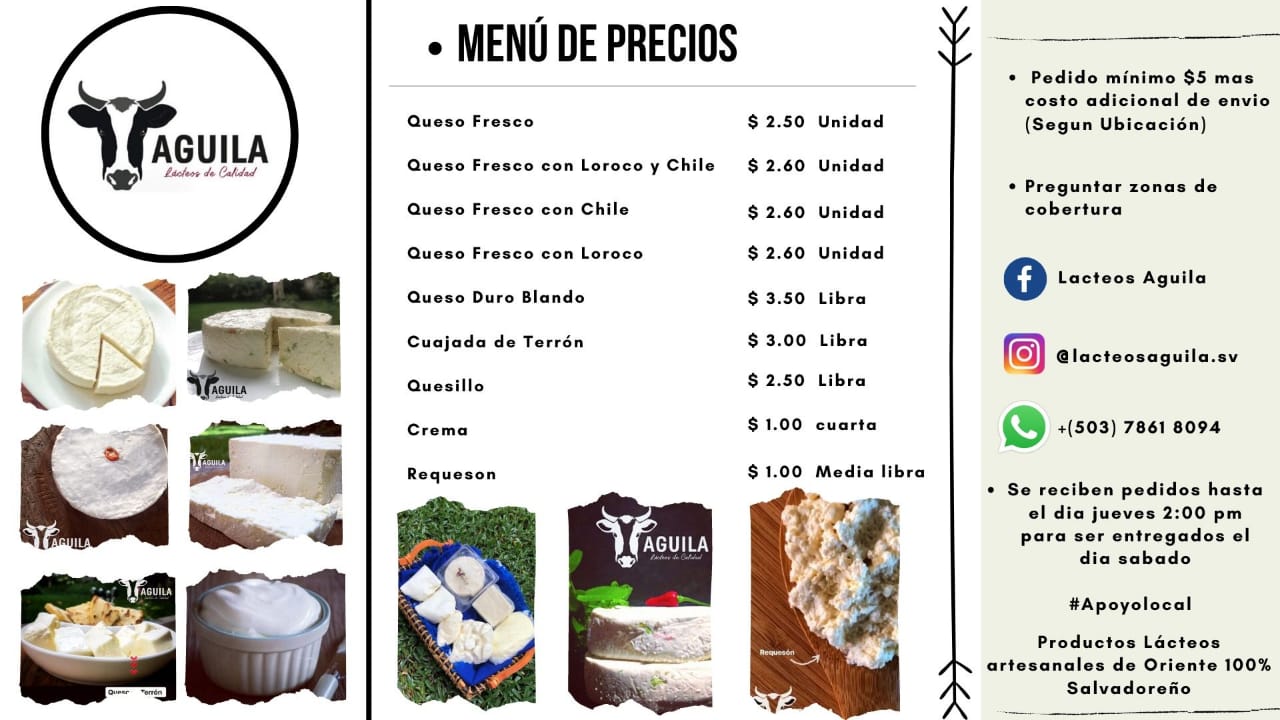 AGUILA
Lácteos de Calidad
AGUILA
AGUILA
AGUILA
AGUILA
Terrón
• MENÚ DE PRECIOS
Queso Fresco $ 2.50 Unidad
Queso Fresco con Loroco y Chile $ 2.60 Unidad
Queso Fresco con Chile $ 2.60 Unidad
Queso Fresco con Loroco $ 2.60 Unidad
Queso Duro Blando $ 3.50 Libra
Cuajada de Terrón $ 3.00 Libra
Quesillo $ 2.50 Libra
Crema $ 1.00 cuarta
Requeson $ 1.00 Media libra
AGUILA
Lácteos de Calidad
Requesón
• Pedido mínimo $5 mas
costo adicional de envio
(Segun Ubicación)
• Preguntar zonas de
cobertura
Lacteos Aguila
@lacteosaguila.sv
+(503) 7861 8094
• Se reciben pedidos hasta
el dia jueves 2:00 pm
para ser entregados el
dia sabado
#Apoyolocal
Productos Lácteos
artesanales de Oriente 100%
Salvadoreño